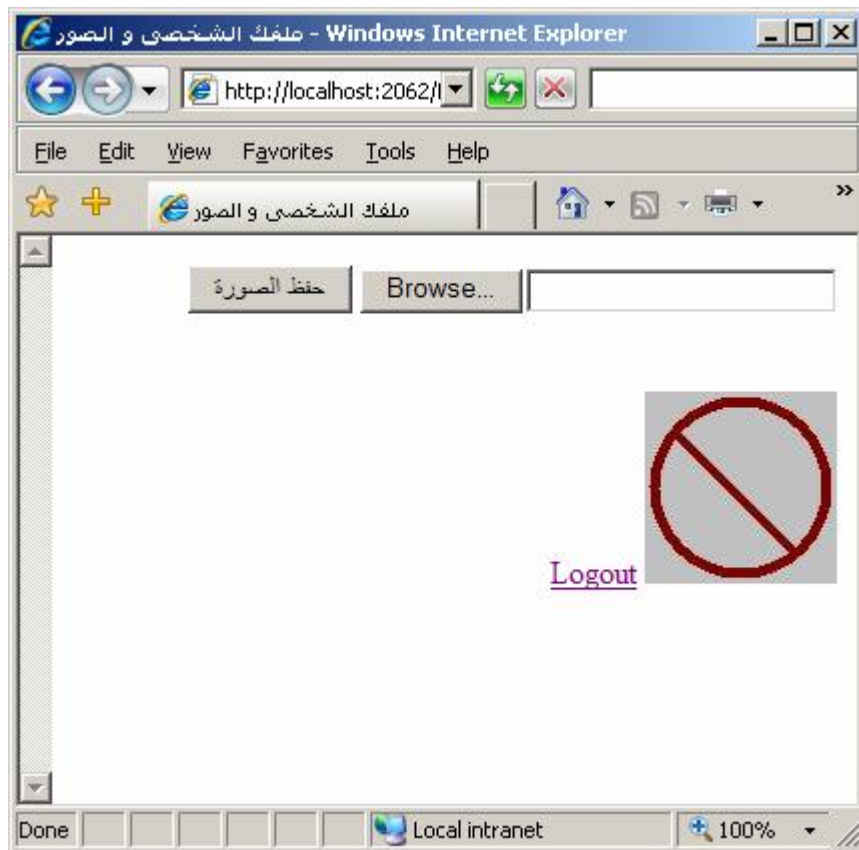 ملفك الشخصى و الصور - Windows Internet Explorer
http://localhost:2062/
File Edit View Favorites Tools Help
ملفك الشخصى و الصور
حفظ الصورة Browse...
Logout
Done Local intranet 100%